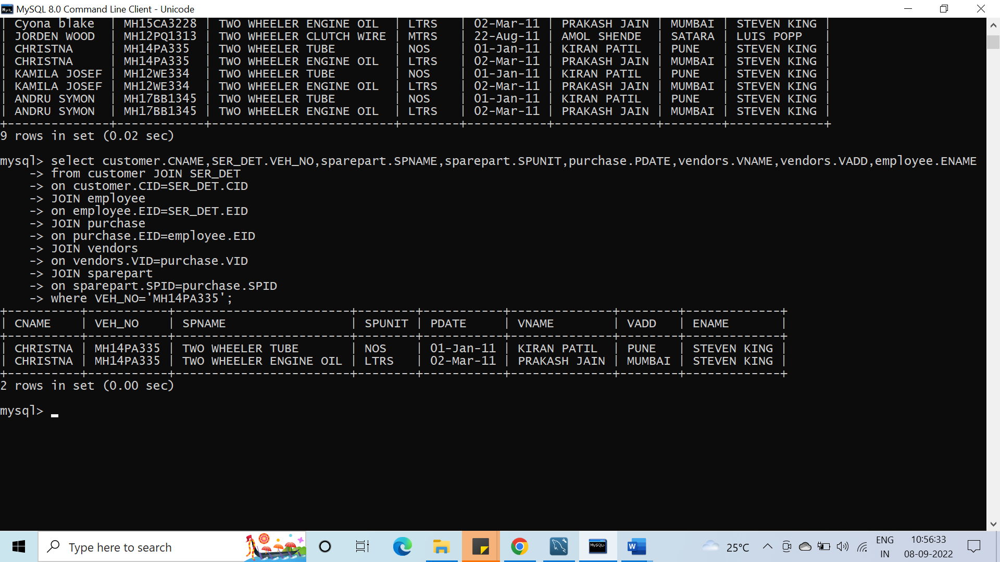 MySQL 8.0 Command Line Client - Unicode
| Cyona blake  | MH15CA3228 | TWO WHEELER ENGINE OIL  | LTRS   | 02-Mar-11 | PRAKASH JAIN | MUMBAI | STEVEN KING |
| JORDEN WOOD  | MH12PQ1313 | TWO WHEELER CLUTCH WIRE | MTRS   | 22-Aug-11 | AMOL SHENDE  | SATARA | LUIS POPP   |
| CHRISTNA     | MH14PA335  | TWO WHEELER TUBE        | NOS    | 01-Jan-11 | KIRAN PATIL  | PUNE   | STEVEN KING |
| CHRISTNA     | MH14PA335  | TWO WHEELER ENGINE OIL  | LTRS   | 02-Mar-11 | PRAKASH JAIN | MUMBAI | STEVEN KING |
| KAMILA JOSEF | MH12WE334  | TWO WHEELER TUBE        | NOS    | 01-Jan-11 | KIRAN PATIL  | PUNE   | STEVEN KING |
| KAMILA JOSEF | MH12WE334  | TWO WHEELER ENGINE OIL  | LTRS   | 02-Mar-11 | PRAKASH JAIN | MUMBAI | STEVEN KING |
| ANDRU SYMON  | MH17BB1345 | TWO WHEELER TUBE        | NOS    | 01-Jan-11 | KIRAN PATIL  | PUNE   | STEVEN KING |
| ANDRU SYMON  | MH17BB1345 | TWO WHEELER ENGINE OIL  | LTRS   | 02-Mar-11 | PRAKASH JAIN | MUMBAI | STEVEN KING |
+--------------+------------+-------------------------+--------+-----------+--------------+--------+-------------+
9 rows in set (0.02 sec)
mysql> select customer.CNAME,SER_DET.VEH_NO,sparepart.SPNAME,sparepart.SPUNIT,purchase.PDATE,vendors.VNAME,vendors.VADD,employee.ENAME
    -> from customer JOIN SER_DET
    -> on customer.CID=SER_DET.CID
    -> JOIN employee
    -> on employee.EID=SER_DET.EID
    -> JOIN purchase
    -> on purchase.EID=employee.EID
    -> JOIN vendors
    -> on vendors.VID=purchase.VID
    -> JOIN sparepart
    -> on sparepart.SPID=purchase.SPID
    -> where VEH_NO='MH14PA335';
+----------+-----------+------------------------+--------+-----------+--------------+--------+-------------+
| CNAME    | VEH_NO    | SPNAME                 | SPUNIT | PDATE     | VNAME        | VADD   | ENAME       |
+----------+-----------+------------------------+--------+-----------+--------------+--------+-------------+
| CHRISTNA | MH14PA335 | TWO WHEELER TUBE       | NOS    | 01-Jan-11 | KIRAN PATIL  | PUNE   | STEVEN KING |
| CHRISTNA | MH14PA335 | TWO WHEELER ENGINE OIL | LTRS   | 02-Mar-11 | PRAKASH JAIN | MUMBAI | STEVEN KING |
+----------+-----------+------------------------+--------+-----------+--------------+--------+-------------+
2 rows in set (0.00 sec)
mysql>
Type here to search
MySQL>
W
25°C
ENG
IN
10:56:33
08-09-2022